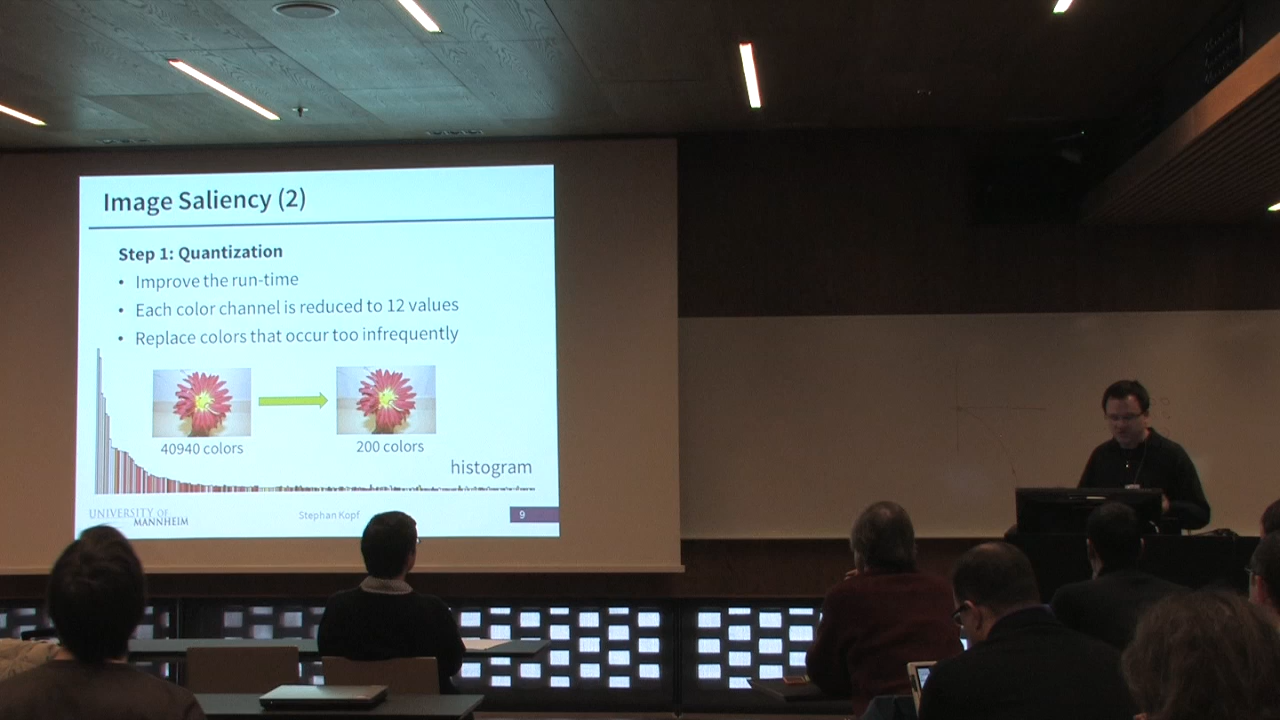 Image Saliency (2)
Step 1: Quantization
• Improve the run-time
• Each color channel is reduced to 12 values
• Replace colors that occur too infrequently
40940 colors
200 colors
histogram
UNIVERSITY OF
MANNHEIM
Stephan Kopf
9